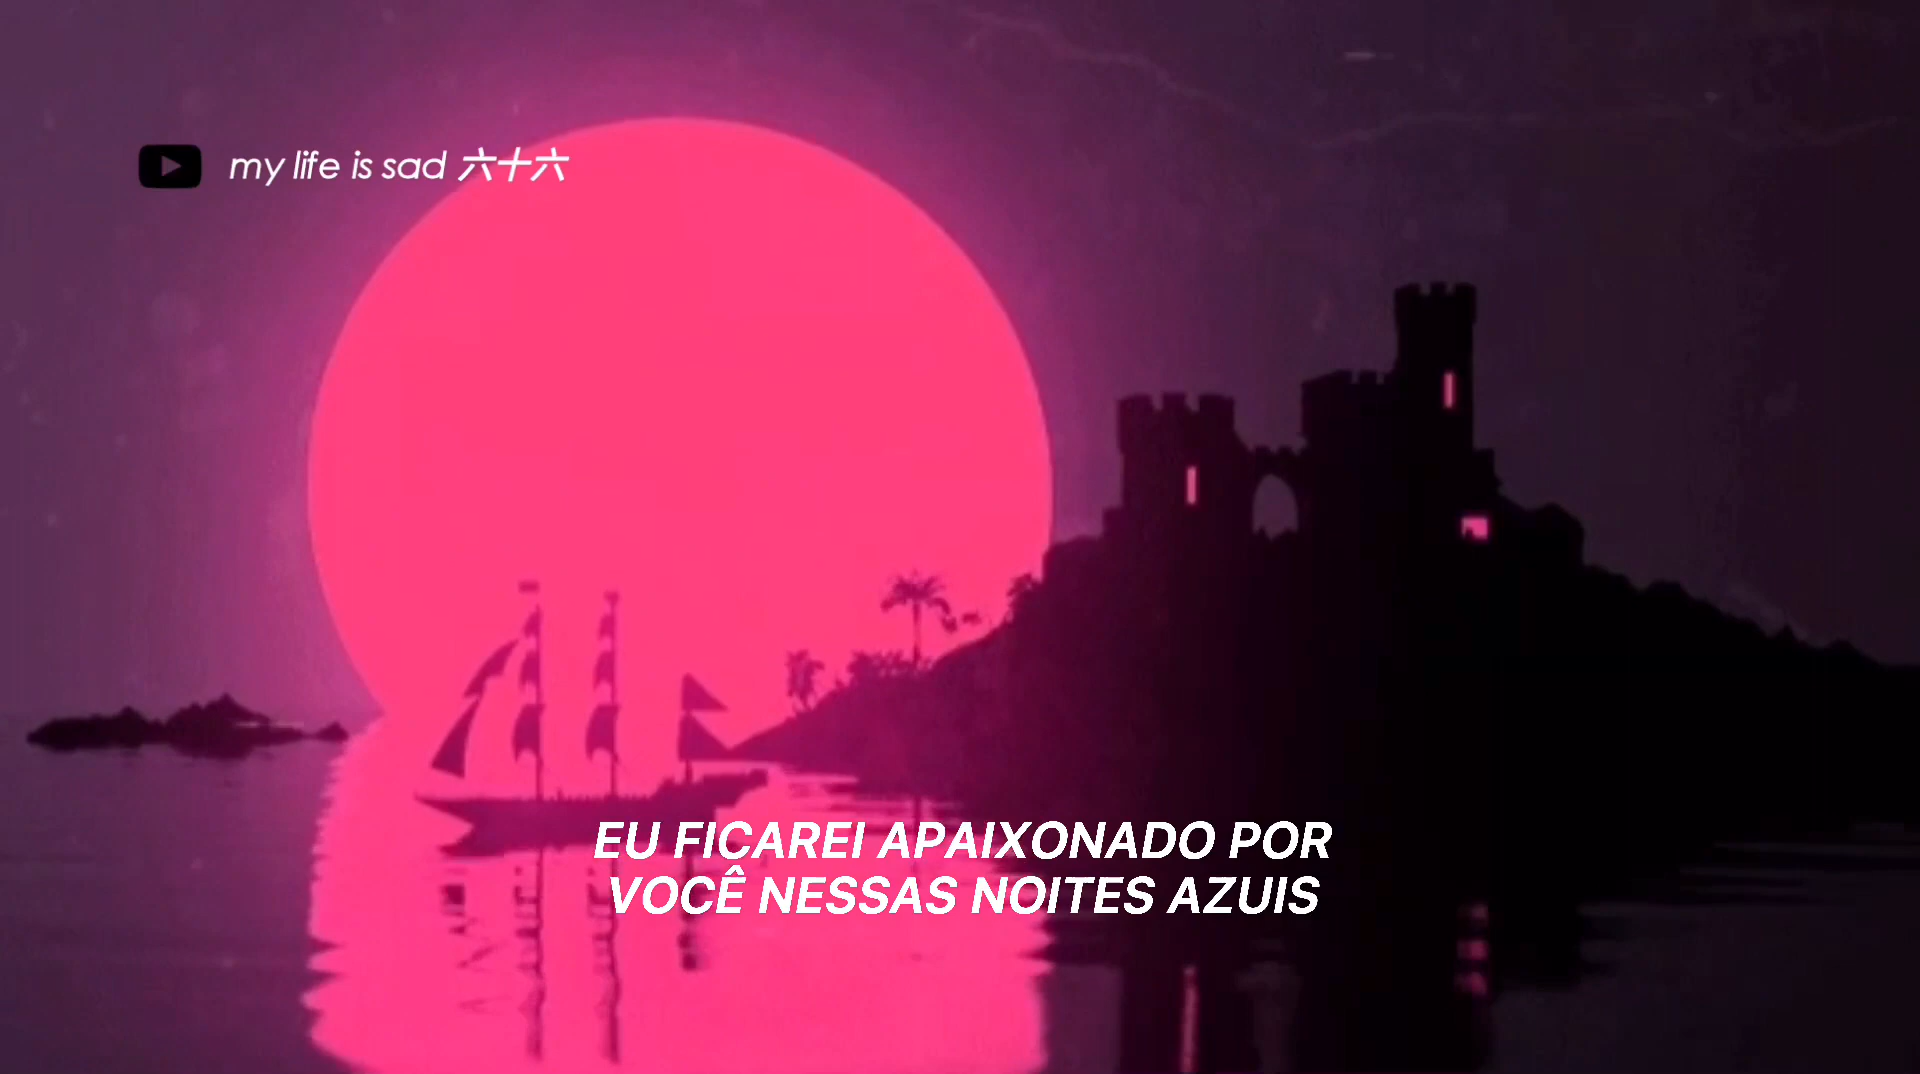 my life is sad 六十六
EU FICAREI APAIXONADO POR
VOCÊ NESSAS NOITES AZUIS